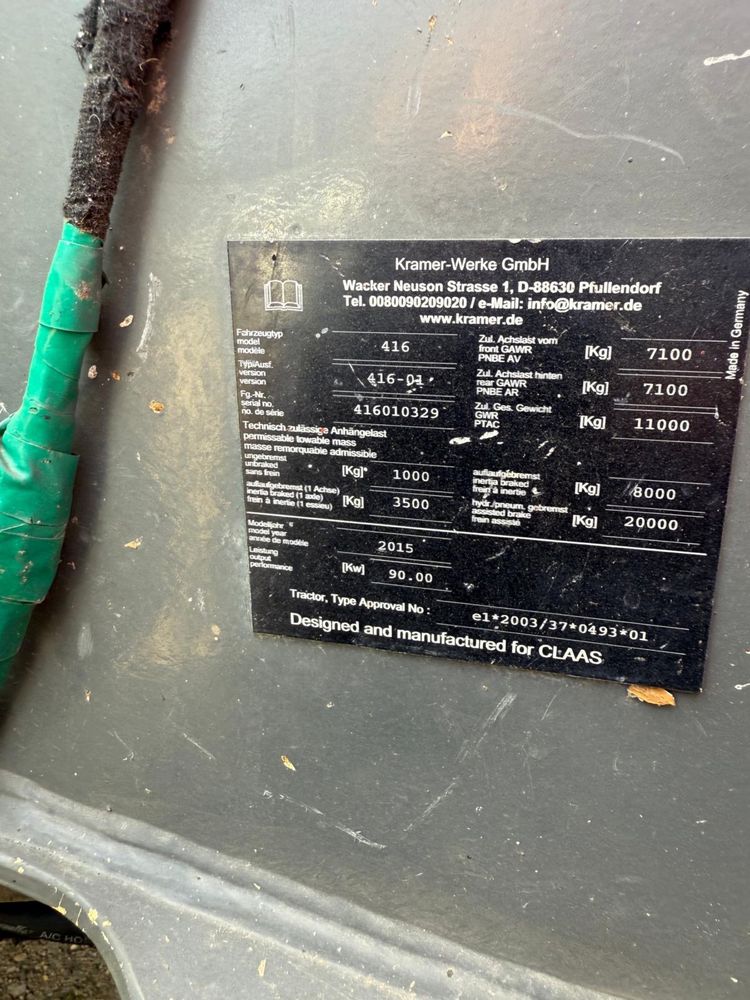 Kramer-Werke GmbH
Wacker Neuson Strasse 1, D-88630 Pfullendorf
Tel. 0080090209020 / e-Mail: info@kramer.de
www.kramer.de
Made in Germany
Fahrzeugtyp
model
modèle
416
Typ/Ausf.
version
version
416-01
Fg.-Nr.
serial no.
no. de série
416010329
Zul. Achslast vorn
front GAWR
PNBE AV
[Kg] 7100
Zul. Achslast hinten
rear GAWR
PNBE AR
[Kg] 7100
Zul. Ges. Gewicht
GWR
PTAC
[Kg] 11000
Technisch zulässige Anhängelast
permissable towable mass
masse remorquable admissible
ungebremst
unbraked
sans frein
[Kg] 1000
auflaufgebremst (1 Achse)
inertia braked (1 axle)
frein à inertie (1 essieu)
[Kg] 3500
auflaufgebremst
inertia braked
frein à inertie
[Kg] 8000
hydr./pneum. gebremst
assisted brake
frein assisté
[Kg] 20000
Modelljahr
model year
année de modèle
2015
Leistung
output
performance
[Kw] 90.00
Tractor, Type Approval No : e1*2003/37*0493*01
Designed and manufactured for CLAAS